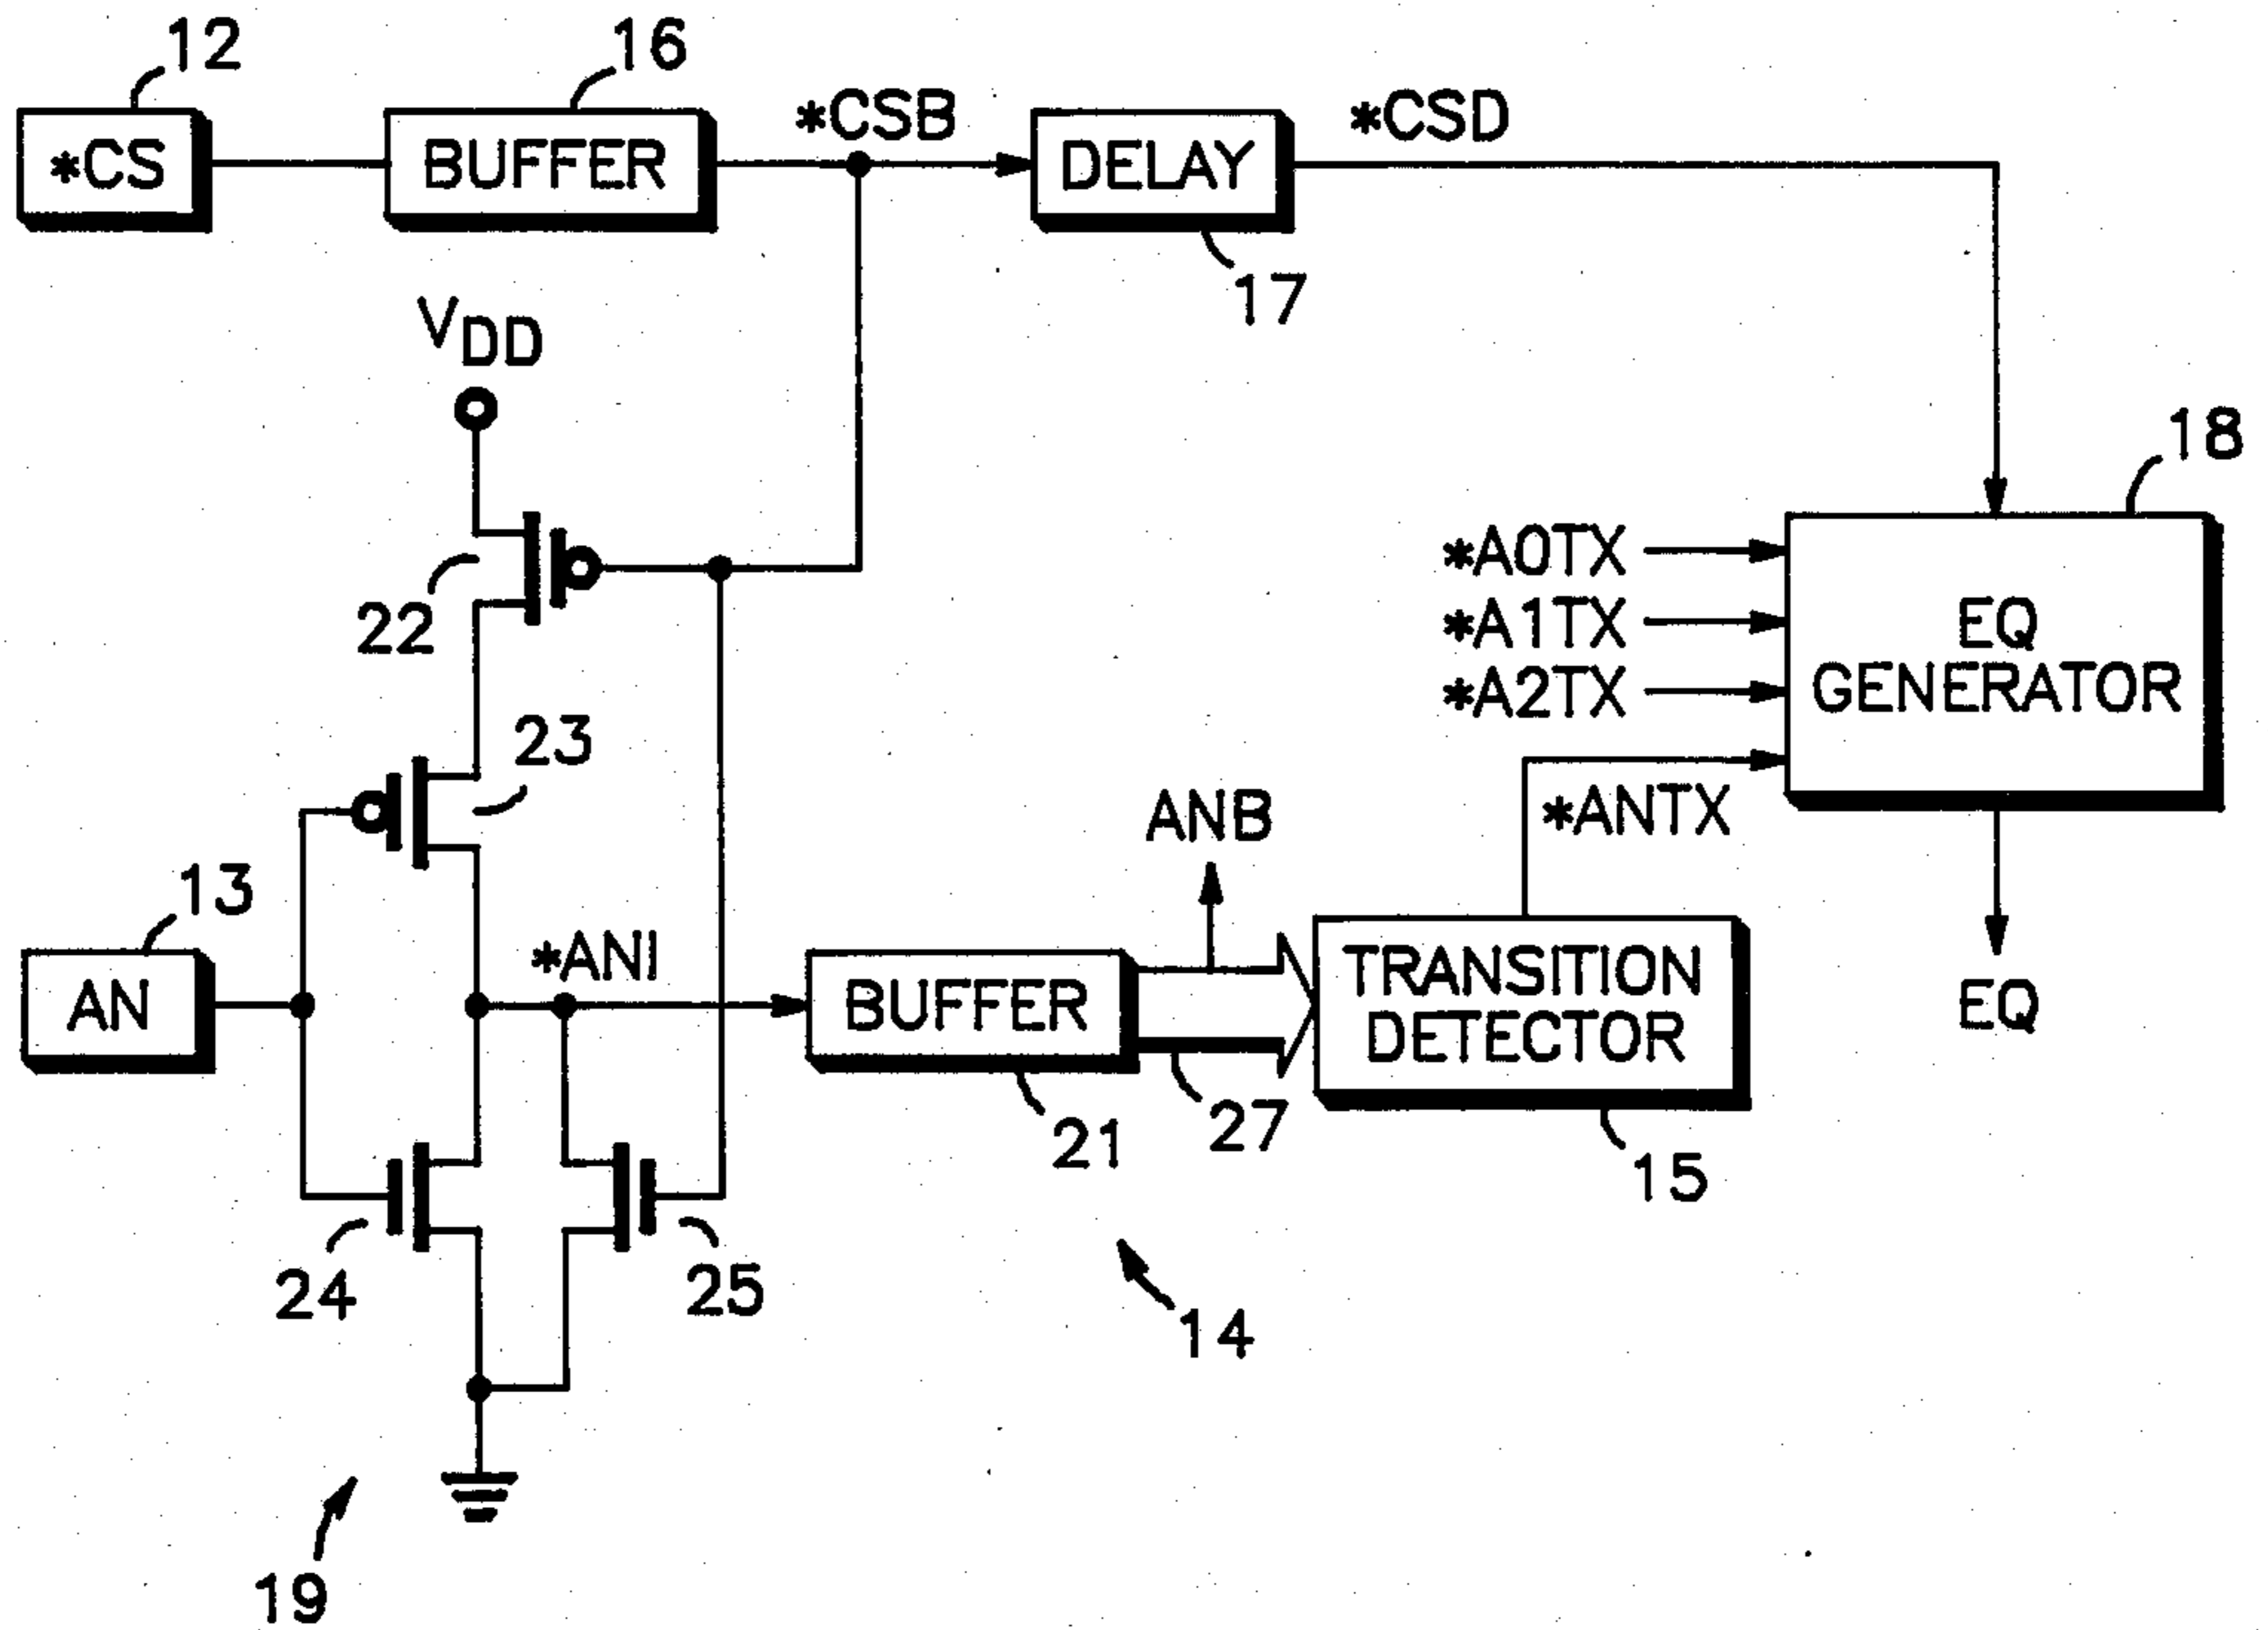 12
16
*CS
BUFFER
*CSB
DELAY
*CSD
17
VDD
18
22
*A0TX
*A1TX
*A2TX
EQ
GENERATOR
23
*ANTX
ANB
13
AN
*ANI
BUFFER
TRANSITION
DETECTOR
EQ
21
27
15
24
25
14
19